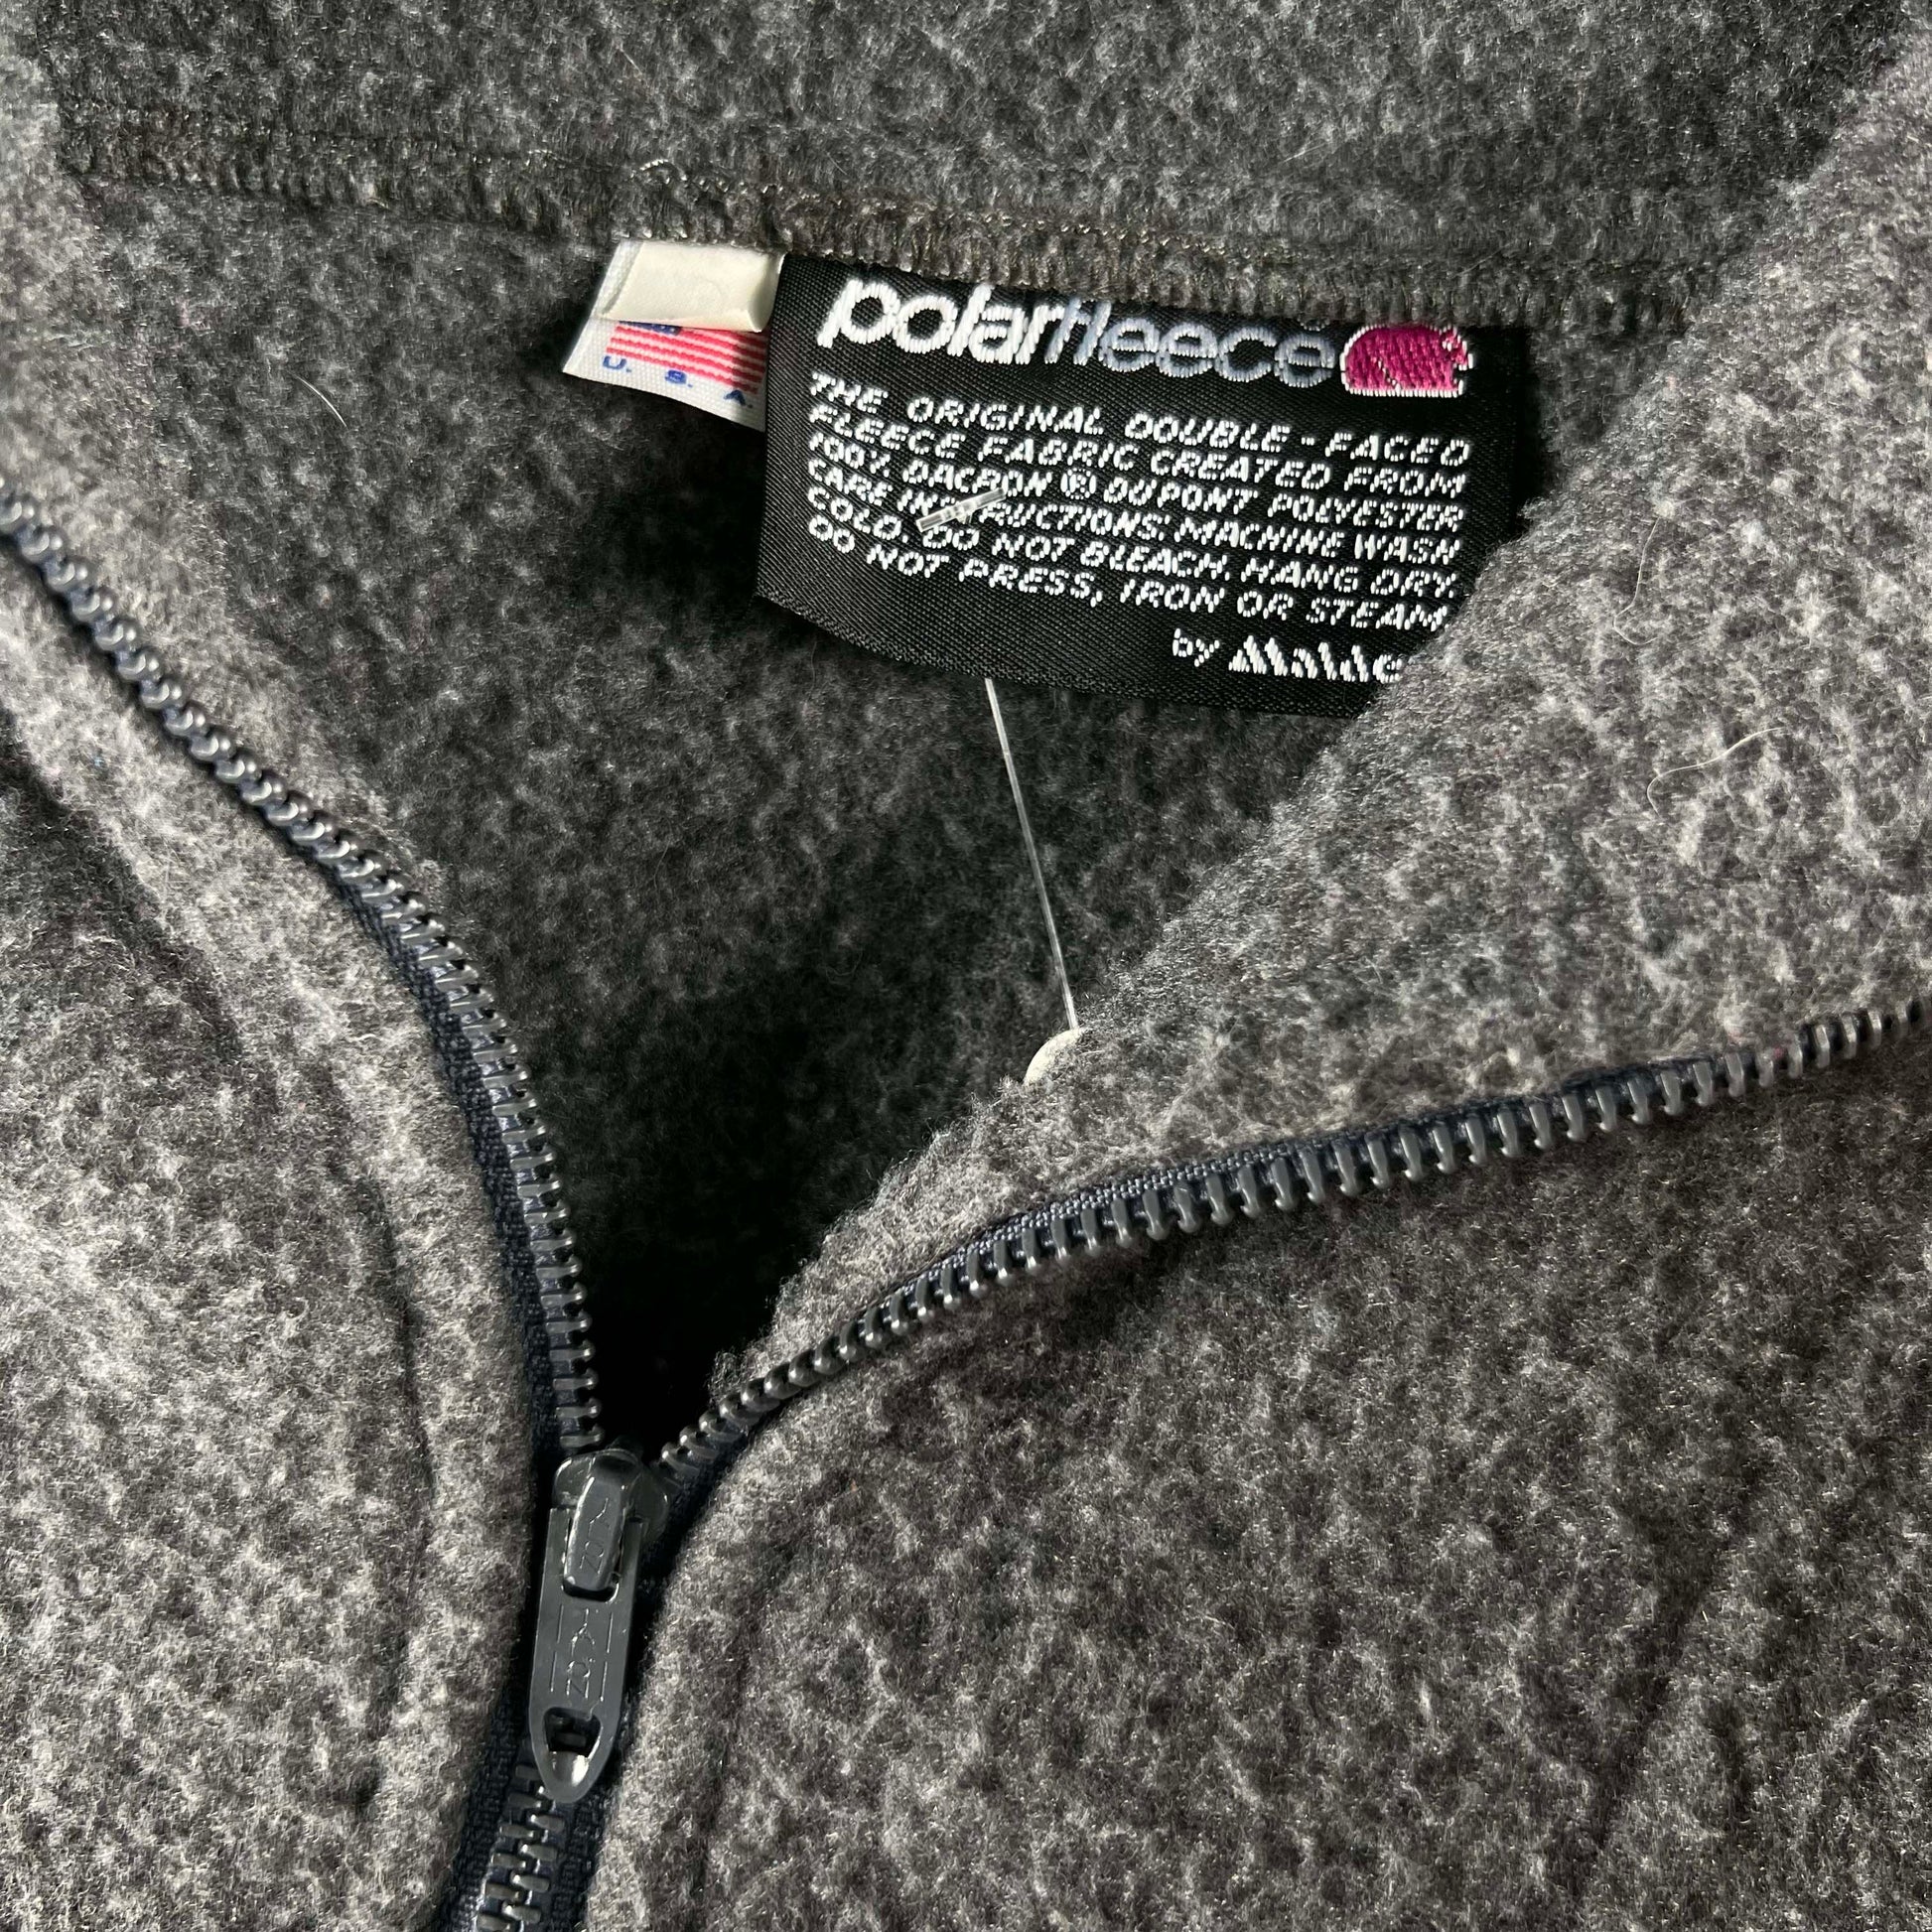 polarfleece
U. S. A.
THE ORIGINAL DOUBLE-FACED
FLEECE FABRIC CREATED FROM
100% DACRON ® DUPONT POLYESTER
CARE INSTRUCTIONS: MACHINE WASH
COLD. DO NOT BLEACH. HANG DRY.
DO NOT PRESS, IRON OR STEAM
by Malde